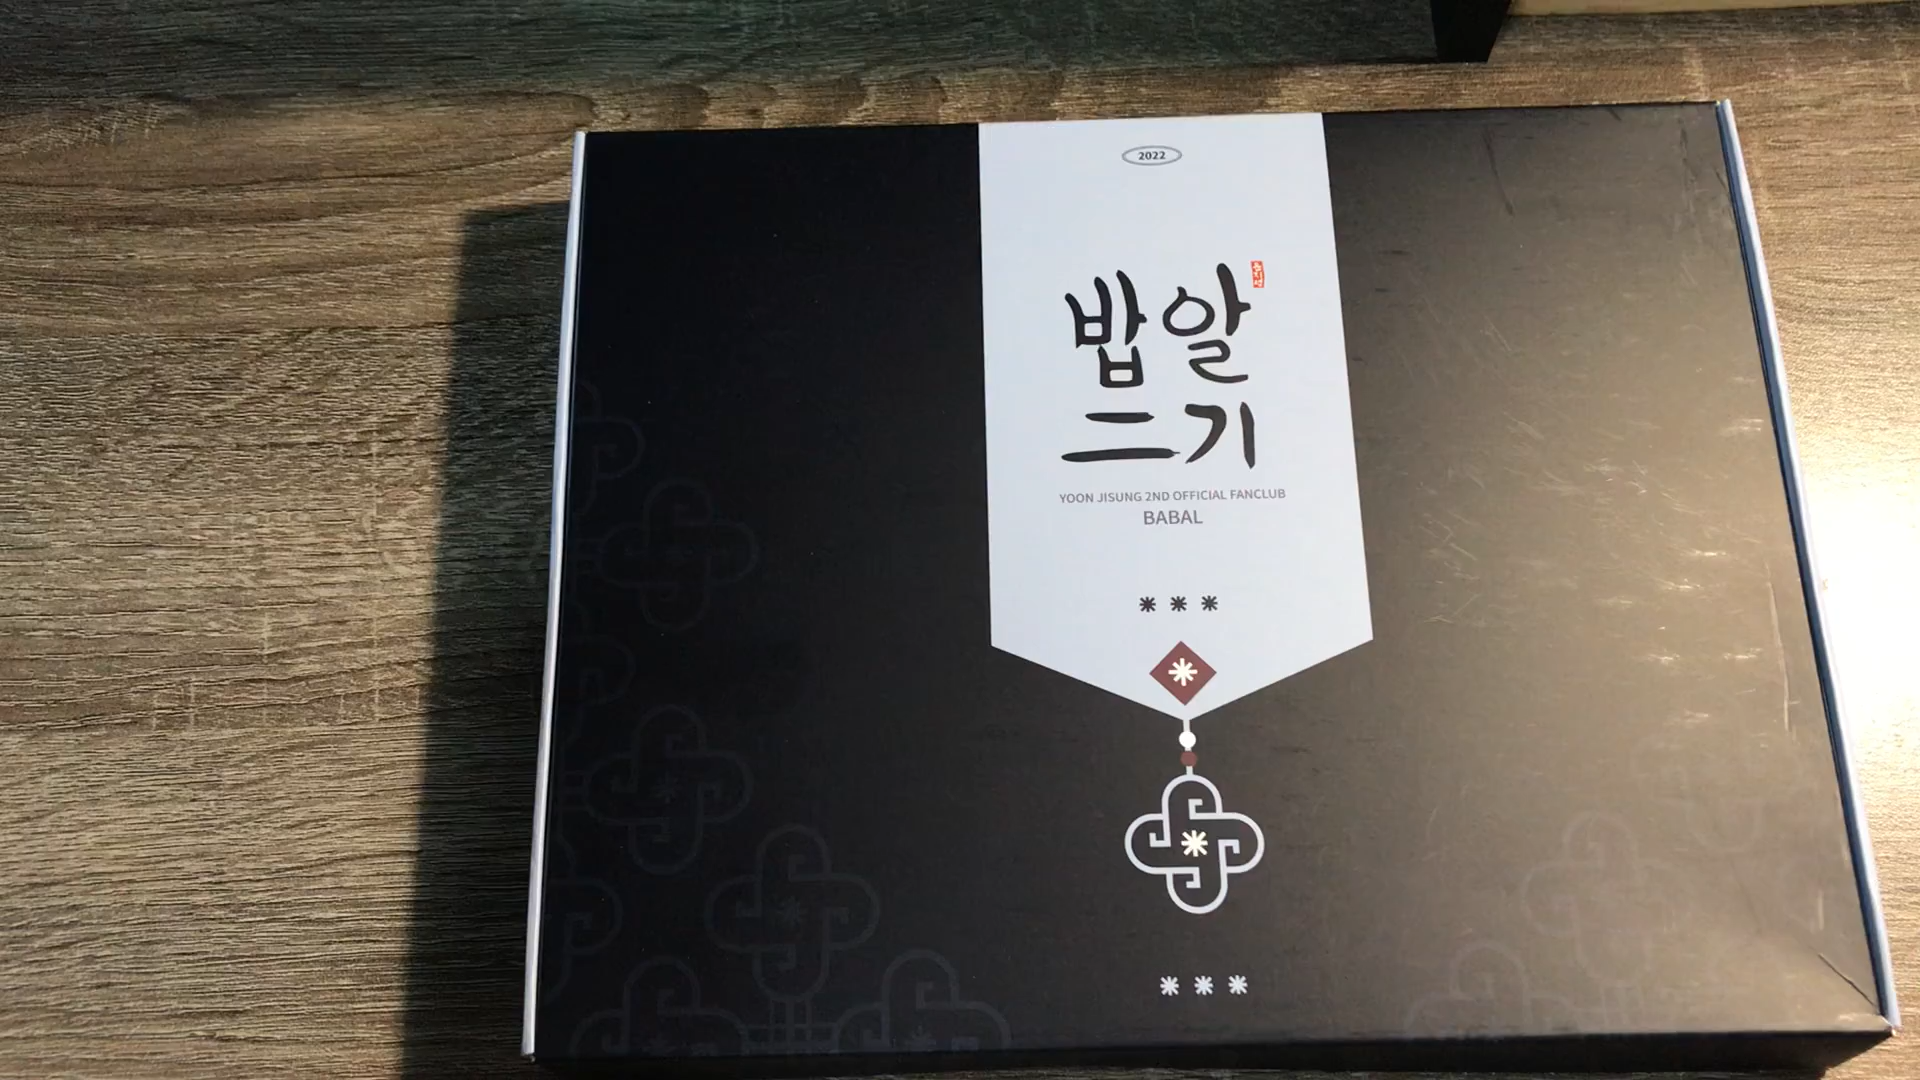 2022
밥알
二기
YOON JISUNG 2ND OFFICIAL FANCLUB
BABAL